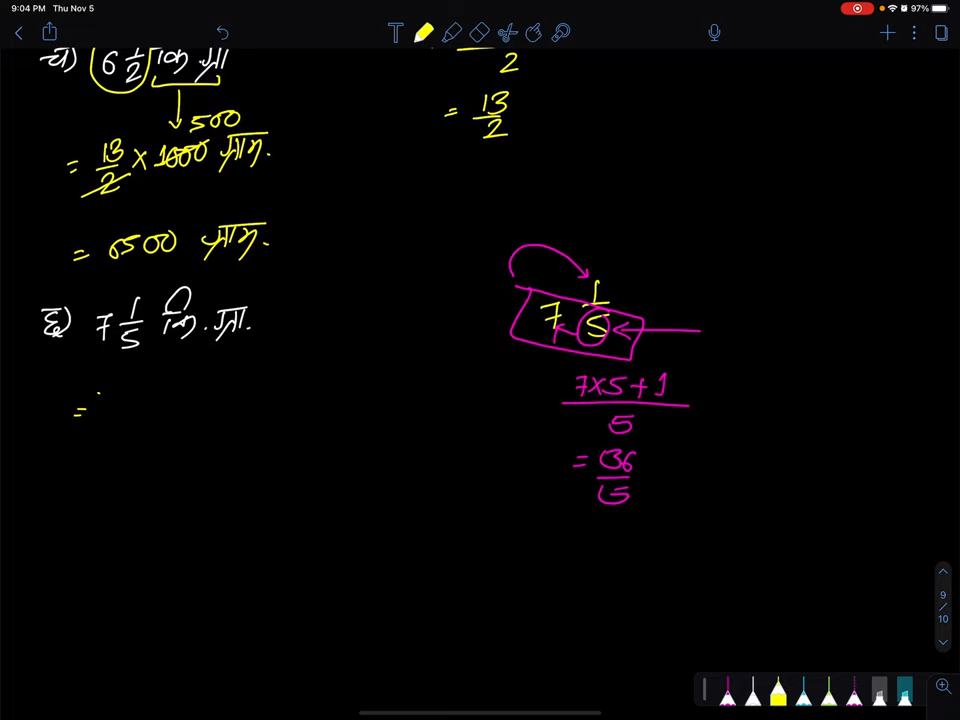 9:04 PM Thu Nov 5
97%
च) 6 1/2 कि ग्रा
500
= 13/2 × 1000 ग्राम.
= 6500 ग्राम.
छ) 7 1/5 कि. ग्रा.
=
2
= 13/2
7 1/5
7×5+1
5
= 36/5
9
/
10
T